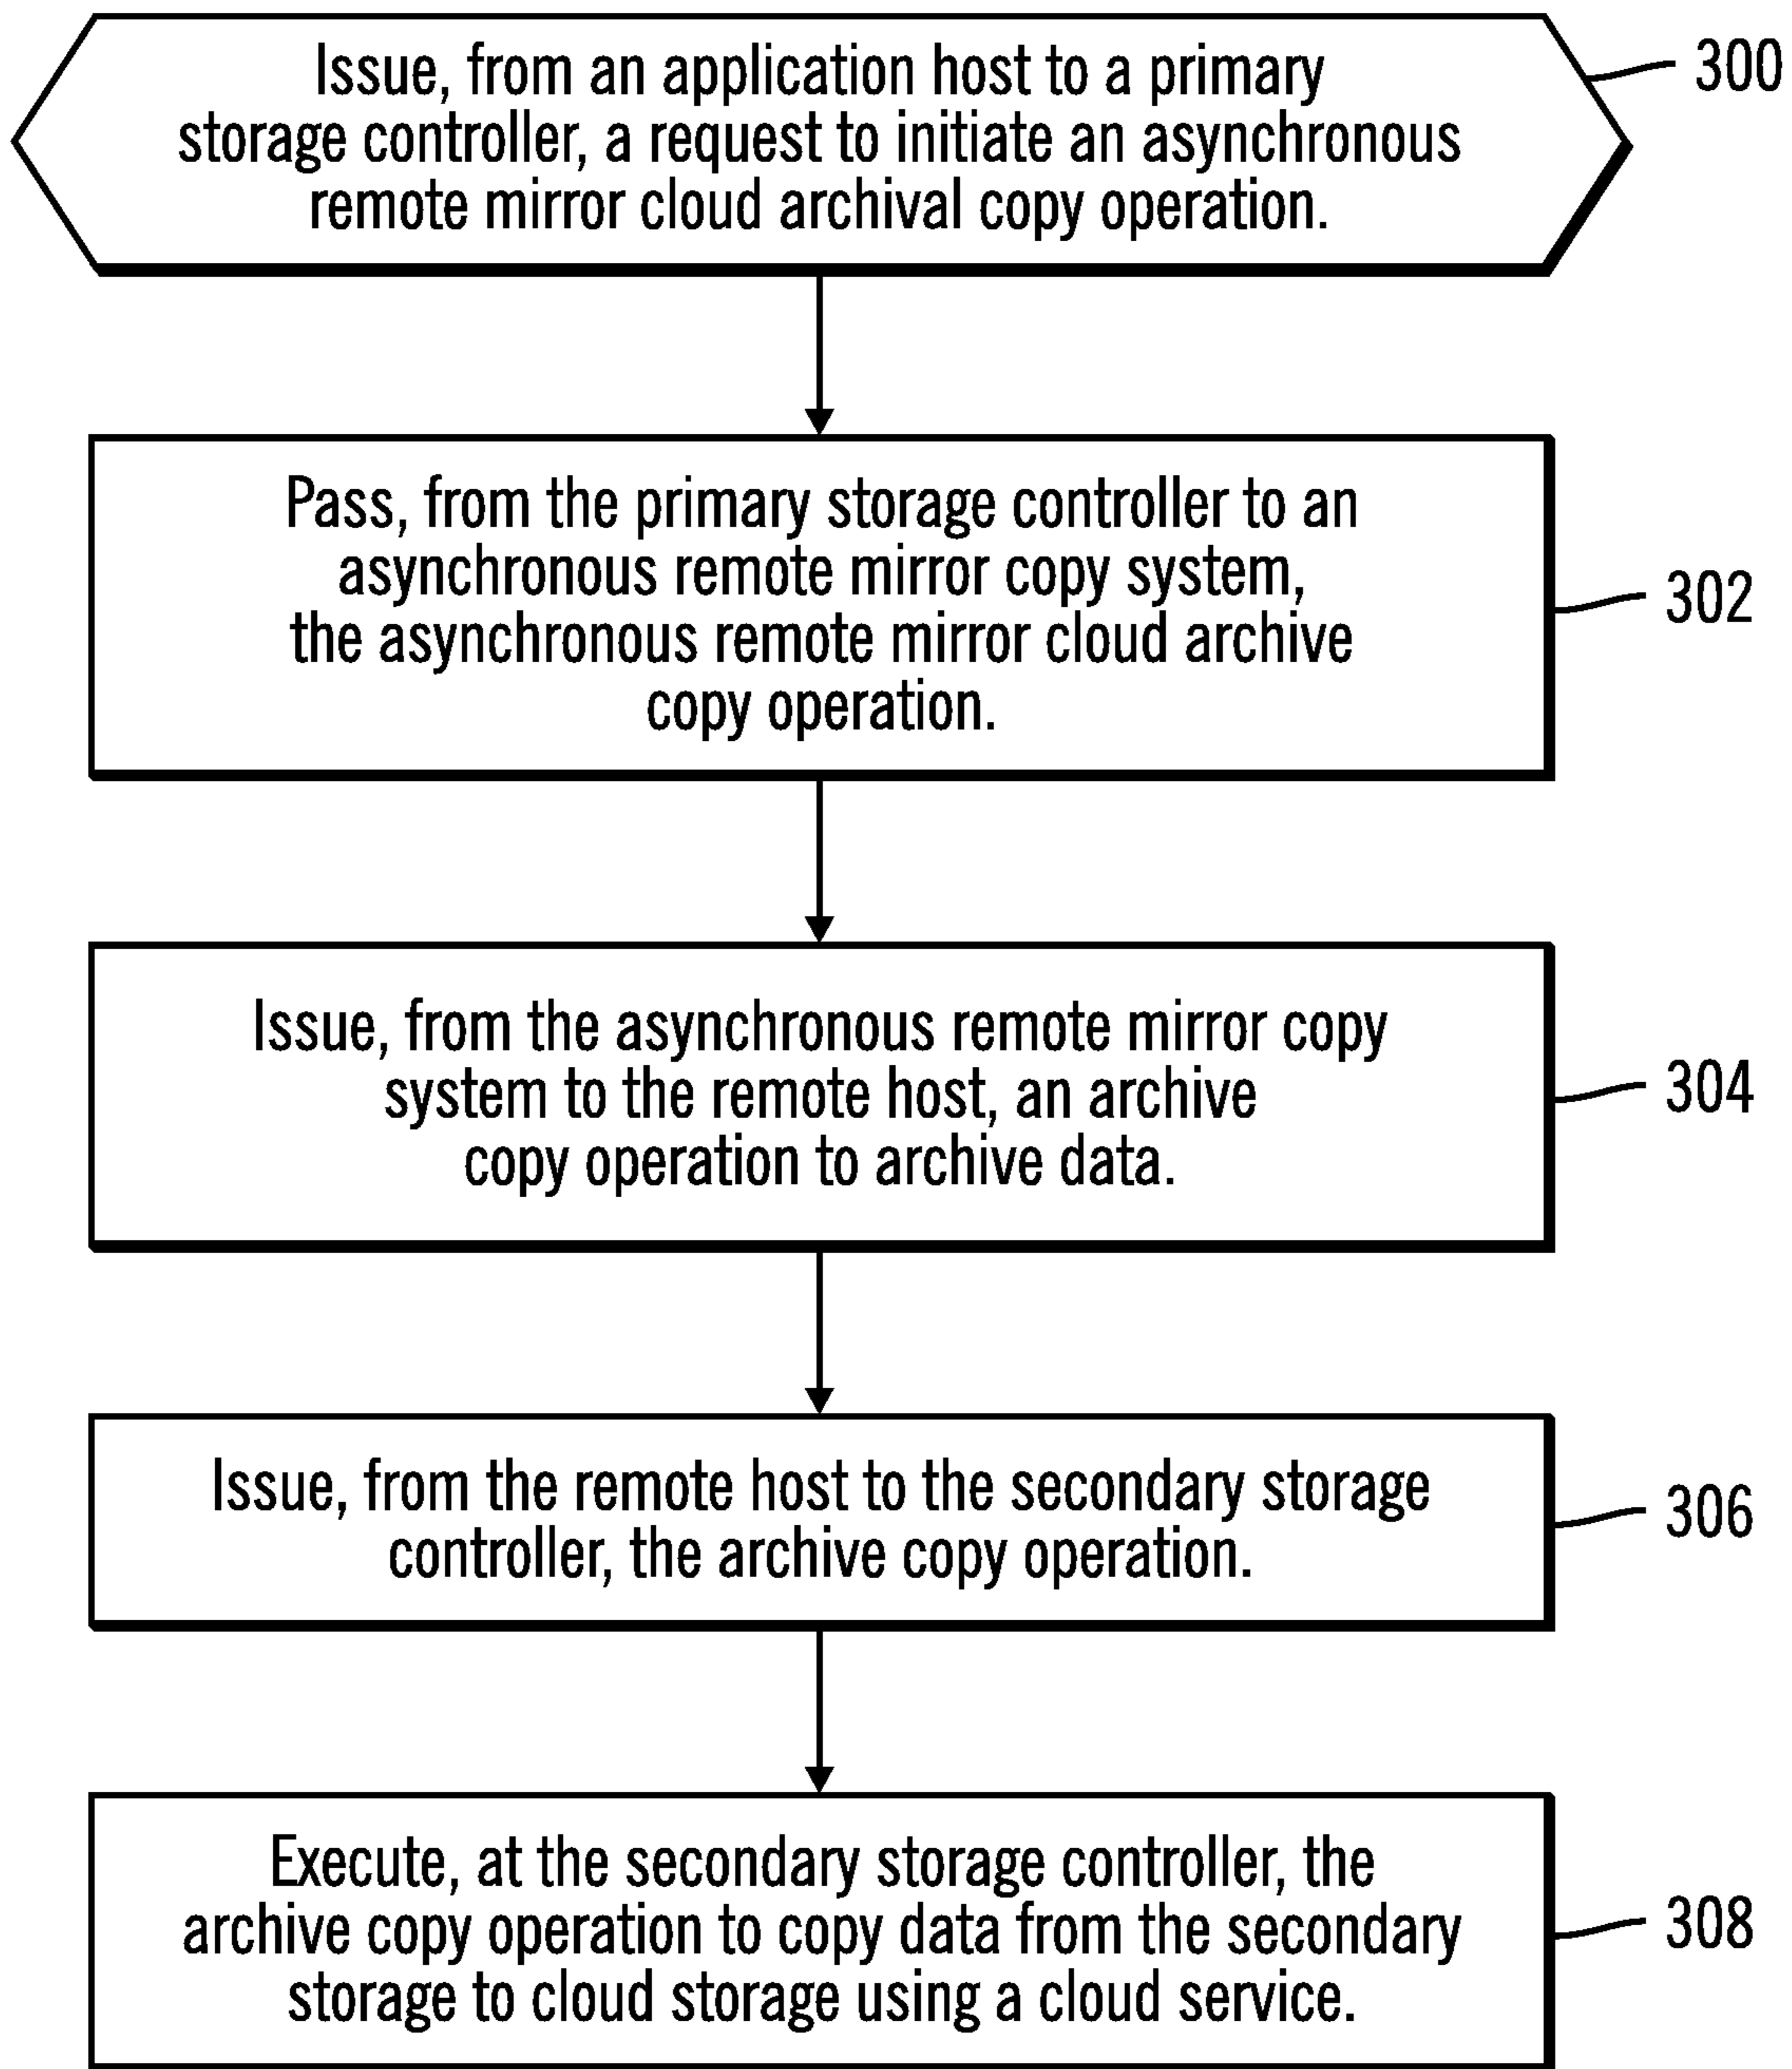 Issue, from an application host to a primary
storage controller, a request to initiate an asynchronous
remote mirror cloud archival copy operation.
300
Pass, from the primary storage controller to an
asynchronous remote mirror copy system,
the asynchronous remote mirror cloud archive
copy operation.
302
Issue, from the asynchronous remote mirror copy
system to the remote host, an archive
copy operation to archive data.
304
Issue, from the remote host to the secondary storage
controller, the archive copy operation.
306
Execute, at the secondary storage controller, the
archive copy operation to copy data from the secondary
storage to cloud storage using a cloud service.
308